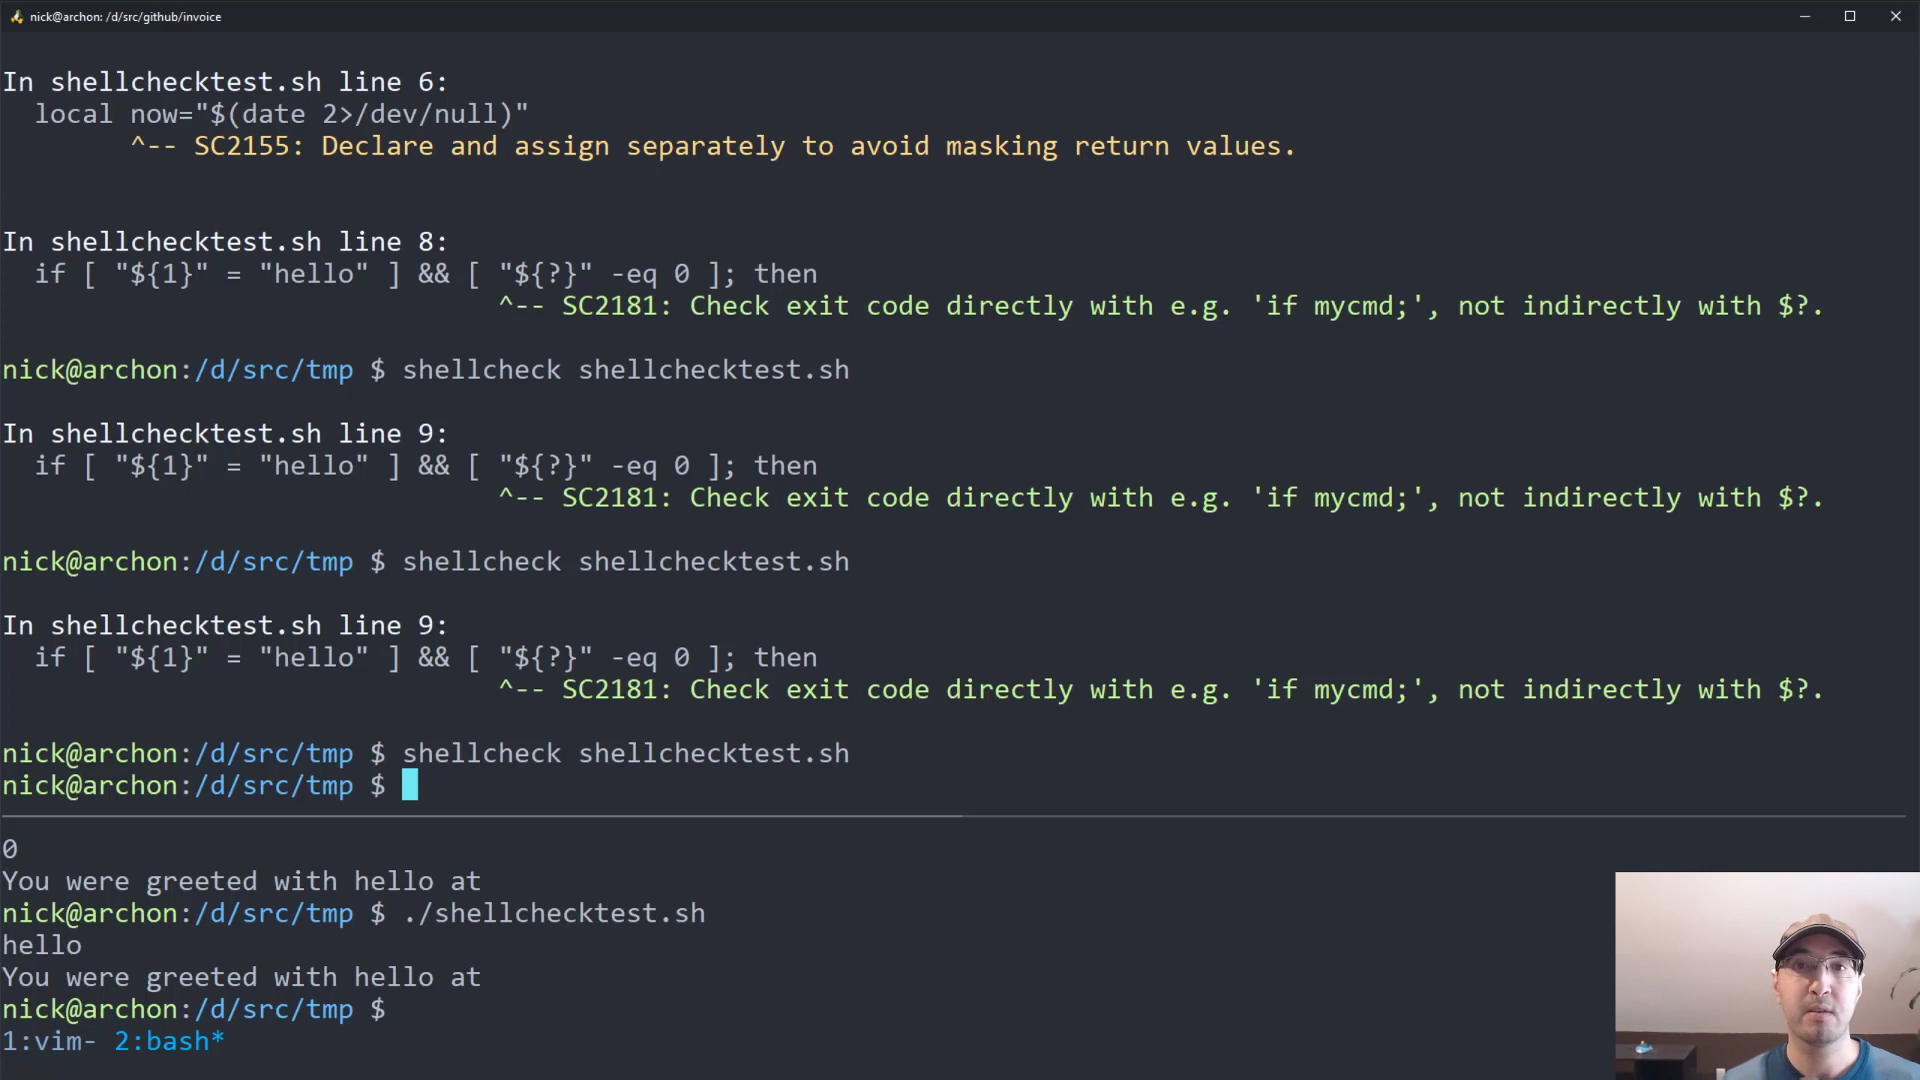 nick@archon: /d/src/github/invoice
In shellchecktest.sh line 6:
  local now="$(date 2>/dev/null)"
        ^-- SC2155: Declare and assign separately to avoid masking return values.
In shellchecktest.sh line 8:
  if [ "${1}" = "hello" ] && [ "${?}" -eq 0 ]; then
                               ^-- SC2181: Check exit code directly with e.g. 'if mycmd;', not indirectly with $?.
nick@archon:/d/src/tmp $ shellcheck shellchecktest.sh
In shellchecktest.sh line 9:
  if [ "${1}" = "hello" ] && [ "${?}" -eq 0 ]; then
                               ^-- SC2181: Check exit code directly with e.g. 'if mycmd;', not indirectly with $?.
nick@archon:/d/src/tmp $ shellcheck shellchecktest.sh
In shellchecktest.sh line 9:
  if [ "${1}" = "hello" ] && [ "${?}" -eq 0 ]; then
                               ^-- SC2181: Check exit code directly with e.g. 'if mycmd;', not indirectly with $?.
nick@archon:/d/src/tmp $ shellcheck shellchecktest.sh
nick@archon:/d/src/tmp $
0
You were greeted with hello at
nick@archon:/d/src/tmp $ ./shellchecktest.sh
hello
You were greeted with hello at
nick@archon:/d/src/tmp $
1:vim- 2:bash*